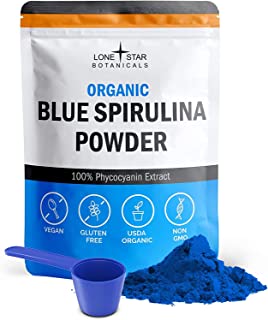 LONE STAR
BOTANICALS
ORGANIC
BLUE SPIRULINA
POWDER
100% Phycocyanin Extract
VEGAN
GLUTEN
FREE
USDA
ORGANIC
NON
GMO